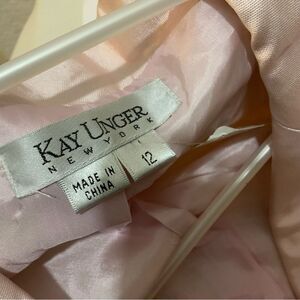 KAY UNGER
NEW YORK
12
MADE IN
CHINA